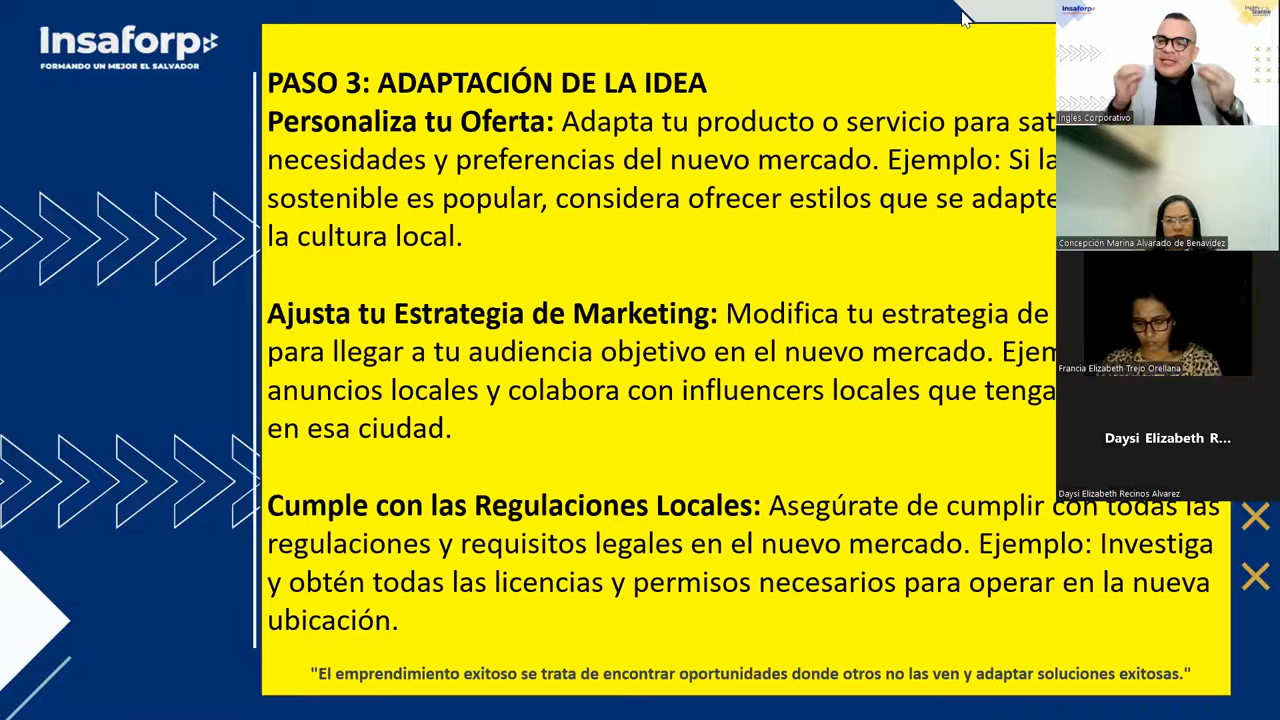 Insaforp
FORMANDO UN MEJOR EL SALVADOR
PASO 3: ADAPTACIÓN DE LA IDEA
Personaliza tu Oferta: Adapta tu producto o servicio para
necesidades y preferencias del nuevo mercado. Ejemplo: Si
sostenible es popular, considera ofrecer estilos que se
la cultura local.
Ajusta tu Estrategia de Marketing: Modifica tu estrategia de
para llegar a tu audiencia objetivo en el nuevo mercado.
anuncios locales y colabora con influencers locales que
en esa ciudad.
Cumple con las Regulaciones Locales: Asegúrate de cumplir con todas las
regulaciones y requisitos legales en el nuevo mercado. Ejemplo: Investiga
y obtén todas las licencias y permisos necesarios para operar en la nueva
ubicación.
"El emprendimiento exitoso se trata de encontrar oportunidades donde otros no las ven y adaptar soluciones exitosas."
Insaforp
Ingles Corporativo
Concepción Marina Alvarado de Benavidez
Francia Elizabeth Trejo Orellana
Daysi Elizabeth R...
Daysi Elizabeth Recinos Alvarez